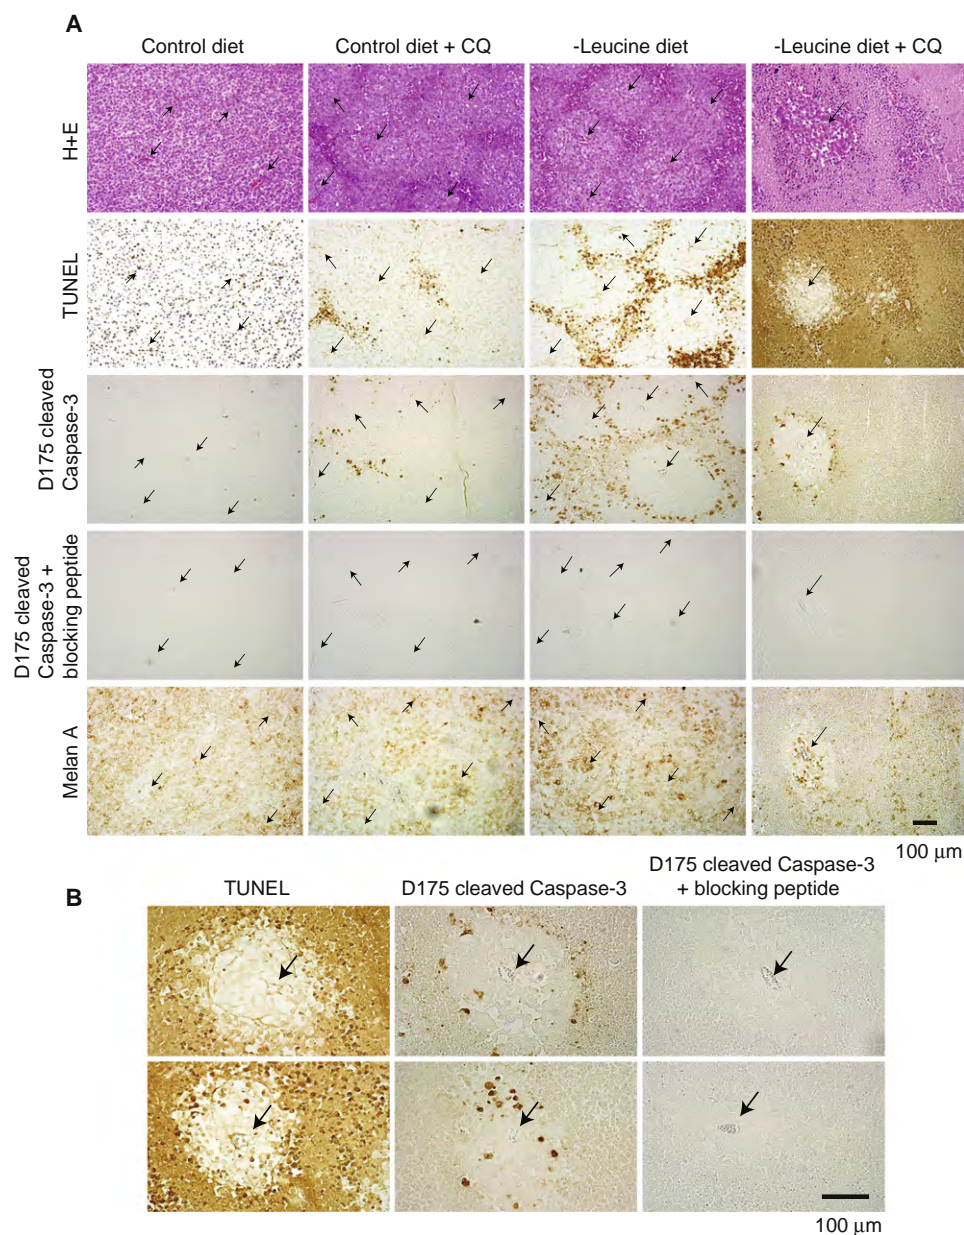 A
Control diet
Control diet + CQ
-Leucine diet
-Leucine diet + CQ
H+E
TUNEL
D175 cleaved
Caspase-3
D175 cleaved
Caspase-3 +
blocking peptide
Melan A
100 μm
B
TUNEL
D175 cleaved Caspase-3
D175 cleaved Caspase-3
+ blocking peptide
100 μm